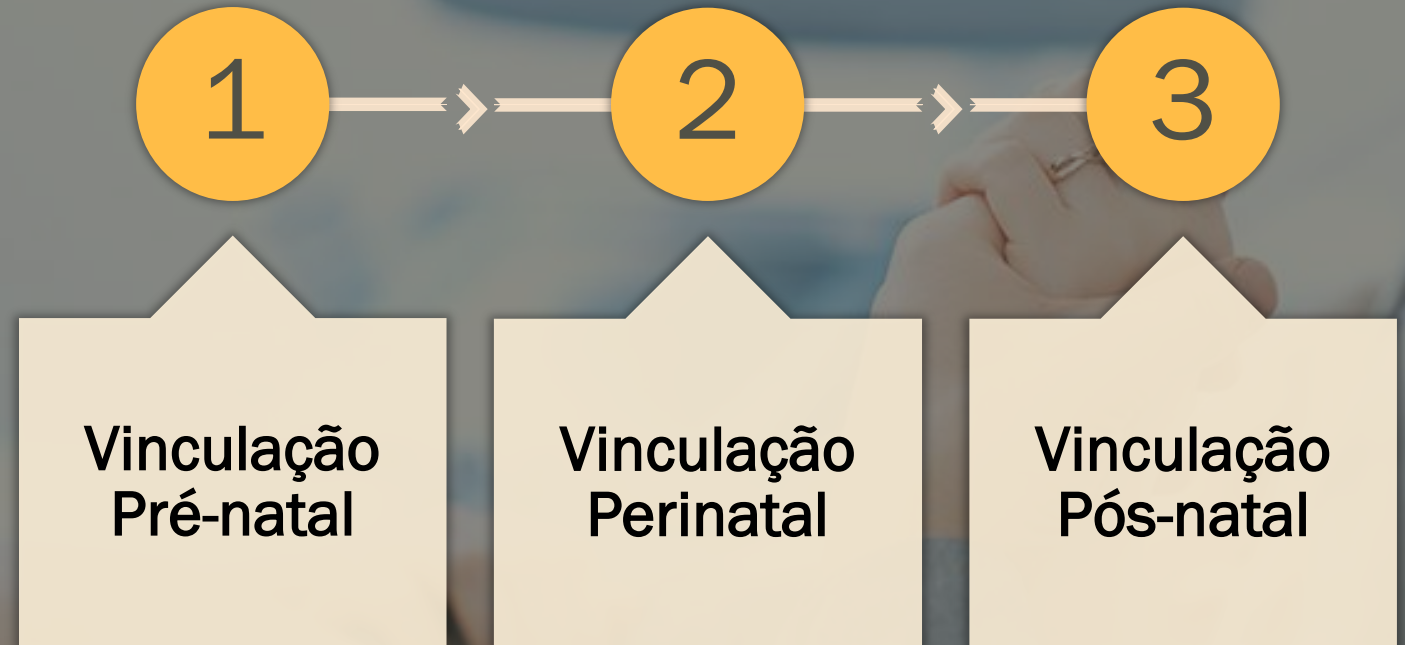 1
2
3
Vinculação
Pré-natal
Vinculação
Perinatal
Vinculação
Pós-natal